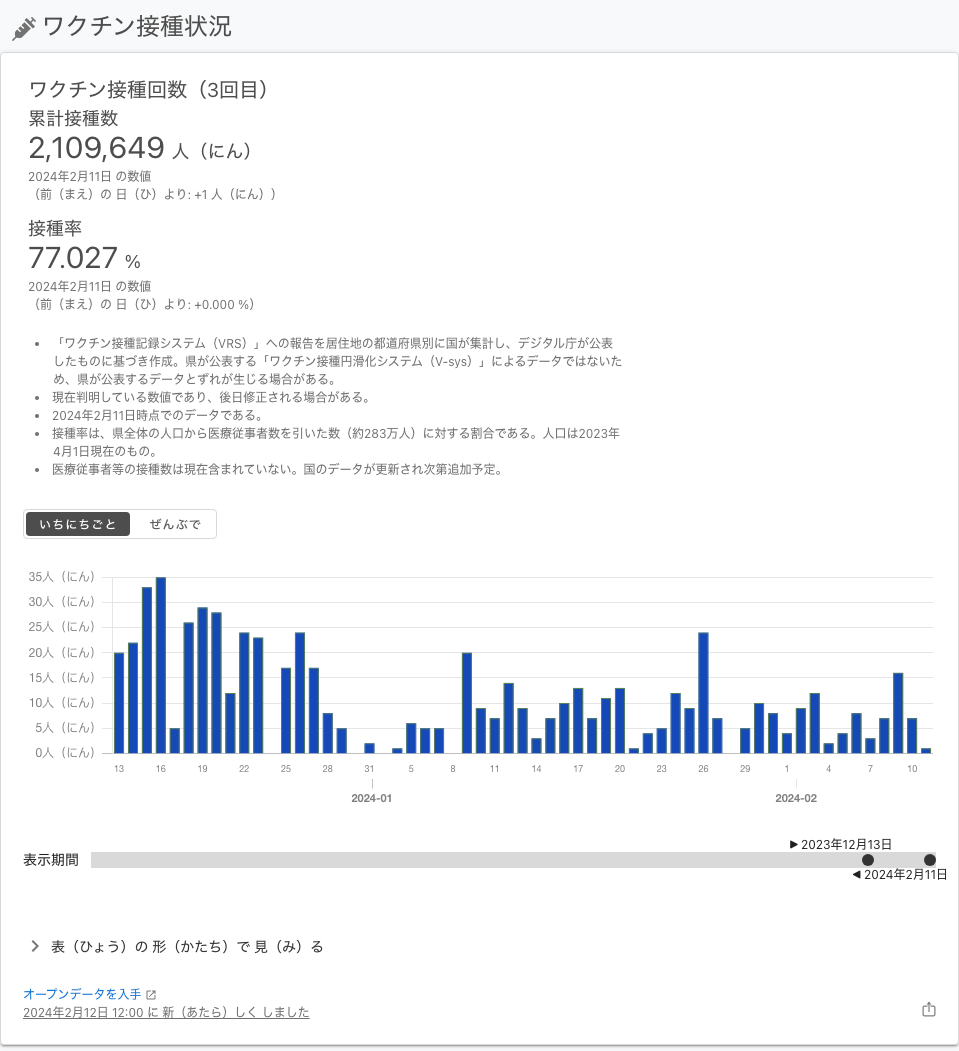 ワクチン接種状況
ワクチン接種回数（3回目）
累計接種数
2,109,649 人（にん）
2024年2月11日 の数値
（前（まえ）の 日（ひ）より: +1 人（にん））
接種率
77.027 %
2024年2月11日 の数値
（前（まえ）の 日（ひ）より: +0.000 %）
• 「ワクチン接種記録システム（VRS）」への報告を居住地の都道府県別に国が集計し、デジタル庁が公表
したものに基づき作成。県が公表する「ワクチン接種円滑化システム（V-sys）」によるデータではないた
め、県が公表するデータとずれが生じる場合がある。
• 現在判明している数値であり、後日修正される場合がある。
• 2024年2月11日時点でのデータである。
• 接種率は、県全体の人口から医療従事者数を引いた数（約283万人）に対する割合である。人口は2023年
4月1日現在のもの。
• 医療従事者等の接種数は現在含まれていない。国のデータが更新され次第追加予定。
いちにちごと ぜんぶで
35人（にん）
30人（にん）
25人（にん）
20人（にん）
15人（にん）
10人（にん）
5人（にん）
0人（にん）
13 16 19 22 25 28 31 5 8 11 14 17 20 23 26 29 1 4 7 10
2024-01 2024-02
▶ 2023年12月13日
表示期間
◀ 2024年2月11日
表（ひょう）の 形（かたち）で 見（み）る
オープンデータを入手
2024年2月12日 12:00 に 新（あたら）しく しました